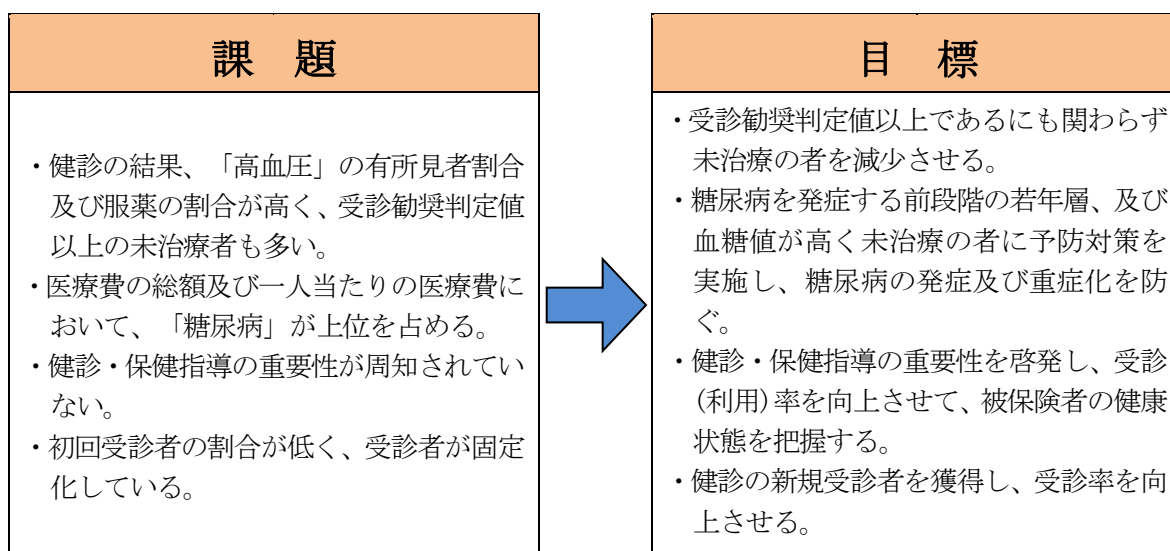 課 題
・健診の結果、「高血圧」の有所見者割合
及び服薬の割合が高く、受診勧奨判定値
以上の未治療者も多い。
・医療費の総額及び一人当たりの医療費に
おいて、「糖尿病」が上位を占める。
・健診・保健指導の重要性が周知されてい
ない。
・初回受診者の割合が低く、受診者が固定
化している。
目 標
・受診勧奨判定値以上であるにも関わらず
未治療の者を減少させる。
・糖尿病を発症する前段階の若年層、及び
血糖値が高く未治療の者に予防対策を
実施し、糖尿病の発症及び重症化を防
ぐ。
・健診・保健指導の重要性を啓発し、受診
(利用)率を向上させて、被保険者の健康
状態を把握する。
・健診の新規受診者を獲得し、受診率を向
上させる。